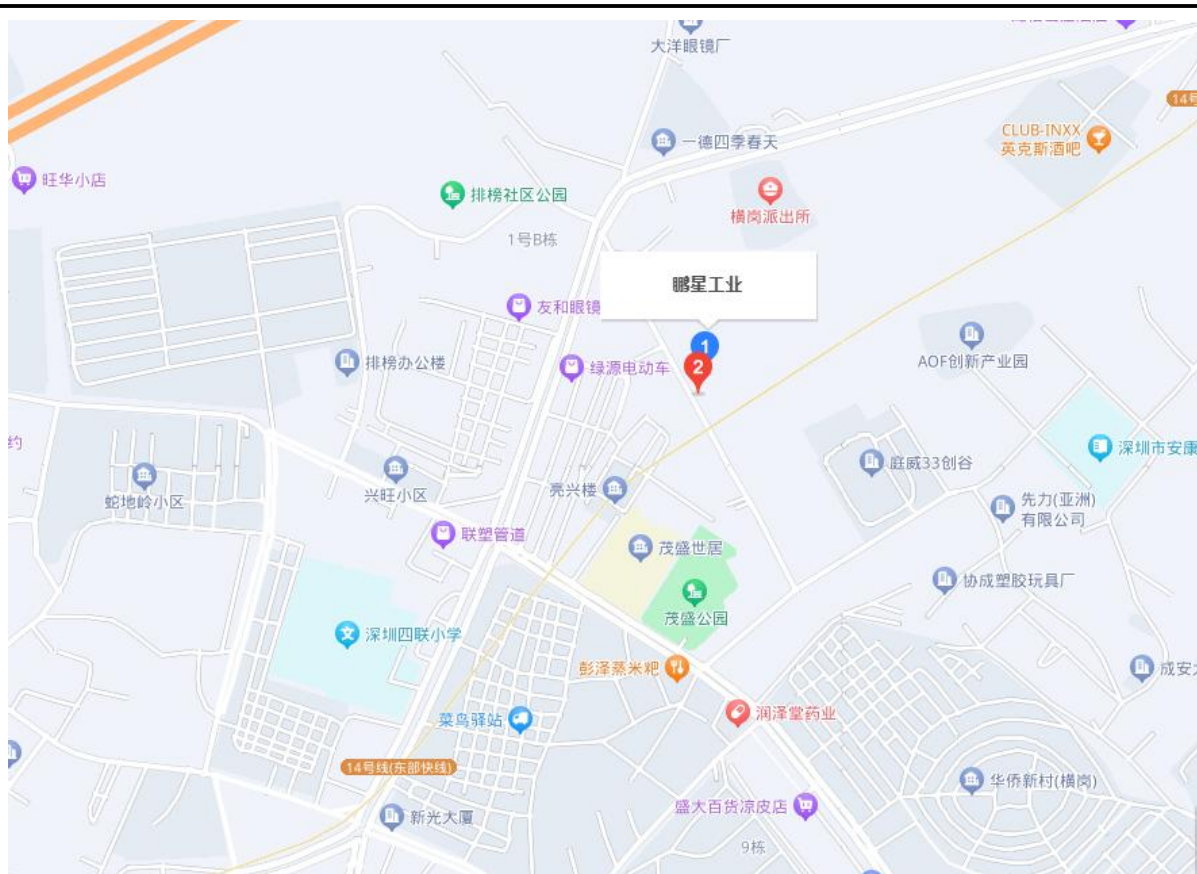 大洋眼镜厂
14号
CLUB-INXX
英克斯酒吧
一德四季春天
旺华小店
排榜社区公园
横岗派出所
1号B栋
鹏星工业
友和眼镜
1
2
排榜办公楼
绿源电动车
AOF创新产业园
约
深圳市安康
庭威33创谷
蛇地岭小区
兴旺小区
亮兴楼
先力(亚洲)
有限公司
联塑管道
茂盛世居
协成塑胶玩具厂
茂盛公园
文
深圳四联小学
彭泽蒸米粑
成安
润泽堂药业
菜鸟驿站
14号线(东部快线)
华侨新村(横岗)
盛大百货凉皮店
新光大厦
9栋